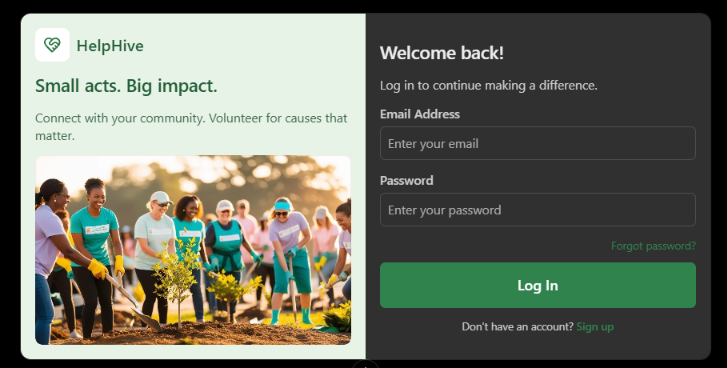 HelpHive
Small acts. Big impact.
Connect with your community. Volunteer for causes that
matter.
Welcome back!
Log in to continue making a difference.
Email Address
Enter your email
Password
Enter your password
Forgot password?
Log In
Don't have an account? Sign up